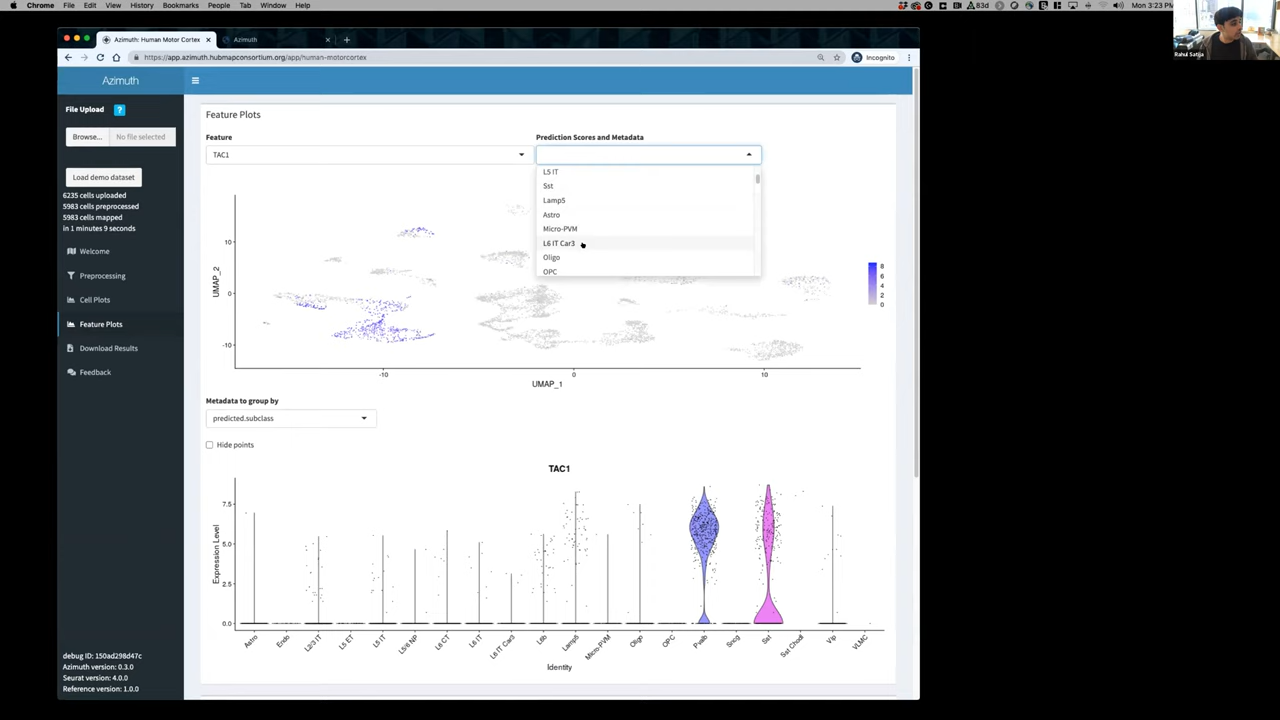 Chrome File Edit View History Bookmarks People Tab Window Help
83d
Mon 3:23 PM
Rahul Satija
Azimuth: Human Motor Cortex
Azimuth
https://app.azimuth.hubmapconsortium.org/app/human-motorcortex
Incognito
Azimuth
File Upload ?
Browse... No file selected
Load demo dataset
6235 cells uploaded
5983 cells preprocessed
5983 cells mapped
in 1 minute 9 seconds
Welcome
Preprocessing
Cell Plots
Feature Plots
Download Results
Feedback
debug ID: 150ad298d47c
Azimuth version: 0.3.0
Seurat version: 4.0.0
Reference version: 1.0.0
Feature Plots
Feature
TAC1
Prediction Scores and Metadata
L5 IT
Sst
Lamp5
Astro
Micro-PVM
L6 IT Car3
Oligo
OPC
UMAP_2
10
0
-10
-10 0 10
UMAP_1
8
6
4
2
0
Metadata to group by
predicted.subclass
Hide points
TAC1
Expression Level
7.5
5.0
2.5
0.0
Astro Endo L2/3 IT L5 ET L5 IT L5/6 NP L6 CT L6 IT L6 IT Car3 L6b Lamp5 Micro-PVM Oligo OPC Pvalb Sncg Sst Sst Chodl Vip VLMC
Identity